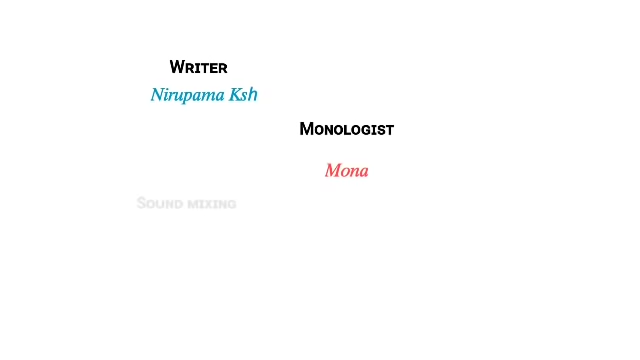 Writer
Nirupama Ksh
Monologist
Mona
Sound mixing